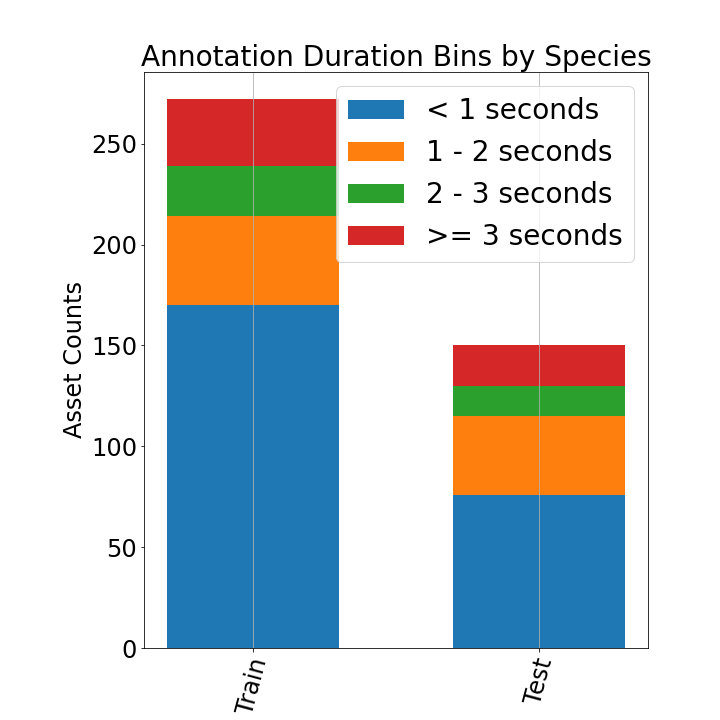 Annotation Duration Bins by Species
< 1 seconds
1 - 2 seconds
2 - 3 seconds
>= 3 seconds
Asset Counts
250
200
150
100
50
0
Train
Test